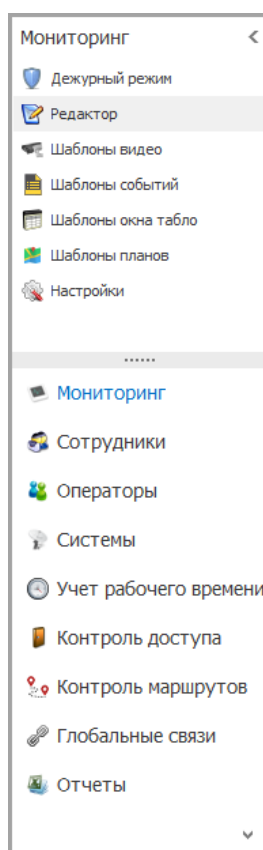 Мониторинг
Дежурный режим
Редактор
Шаблоны видео
Шаблоны событий
Шаблоны окна табло
Шаблоны планов
Настройки
Мониторинг
Сотрудники
Операторы
Системы
Учет рабочего времени
Контроль доступа
Контроль маршрутов
Глобальные связи
Отчеты